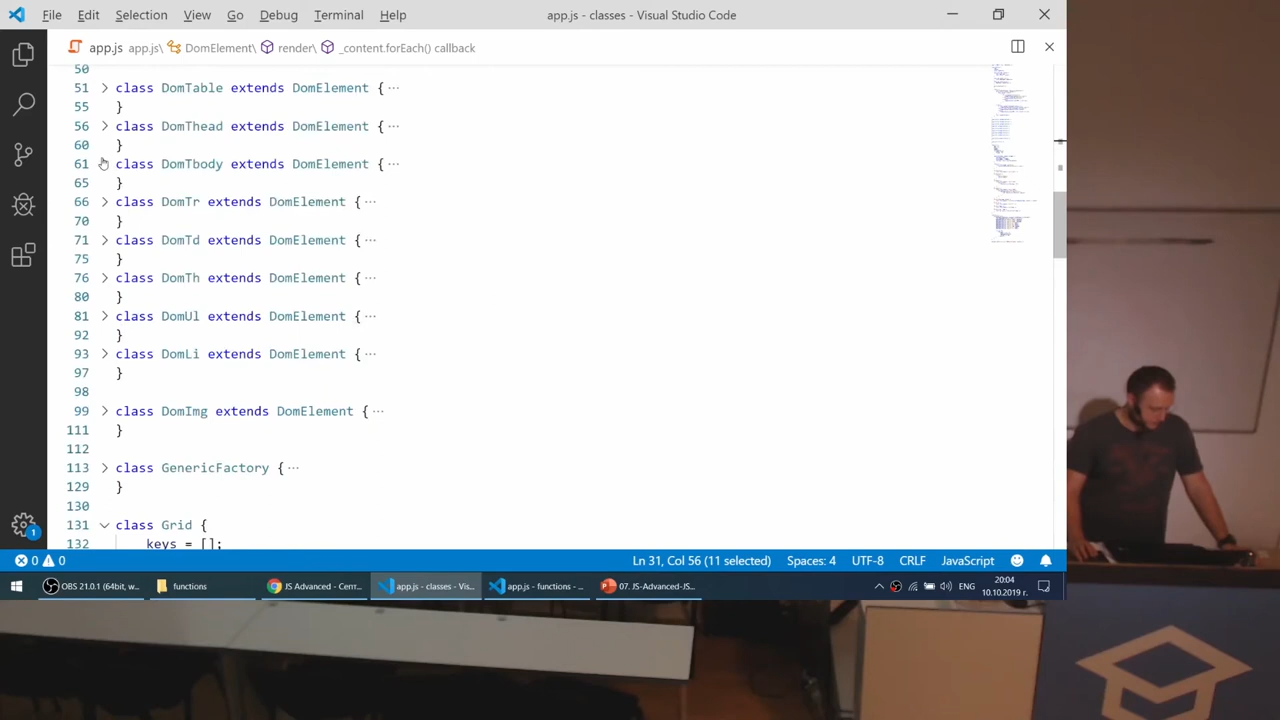 File Edit Selection View Go Debug Terminal Help app.js - classes - Visual Studio Code
app.js app.js\ DomElement\ render\ _content.forEach() callback
50
51 class DomTable extends DomElement { ...
55
56 class DomThead extends DomElement { ...
60
61 class DomTbody extends DomElement { ...
65
66 class DomTr extends DomElement { ...
70
71 class DomTd extends DomElement { ...
75
76 class DomTh extends DomElement { ...
80 }
81 class DomUl extends DomElement { ...
92 }
93 class DomLi extends DomElement { ...
97 }
98
99 class DomImg extends DomElement { ...
111 }
112
113 class GenericFactory { ...
129 }
130
131 class Grid {
132 keys = [];
1
0 0 Ln 31, Col 56 (11 selected) Spaces: 4 UTF-8 CRLF JavaScript
OBS 21.0.1 (64bit, w... functions JS Advanced - Септ... app.js - classes - Vis... app.js - functions - ... 07. JS-Advanced-JS... ENG 20:04
10.10.2019 г.